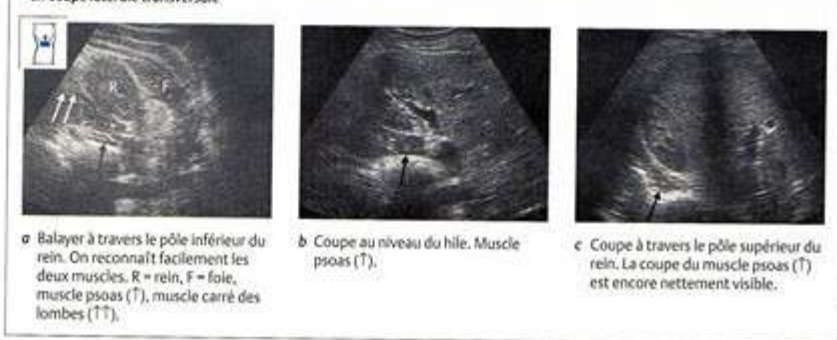 R
F
a Balayer à travers le pôle inférieur du
rein. On reconnaît facilement les
deux muscles. R = rein, F = foie,
muscle psoas (↑), muscle carré des
lombes (↑↑).
b Coupe au niveau du hile. Muscle
psoas (↑).
c Coupe à travers le pôle supérieur du
rein. La coupe du muscle psoas (↑)
est encore nettement visible.